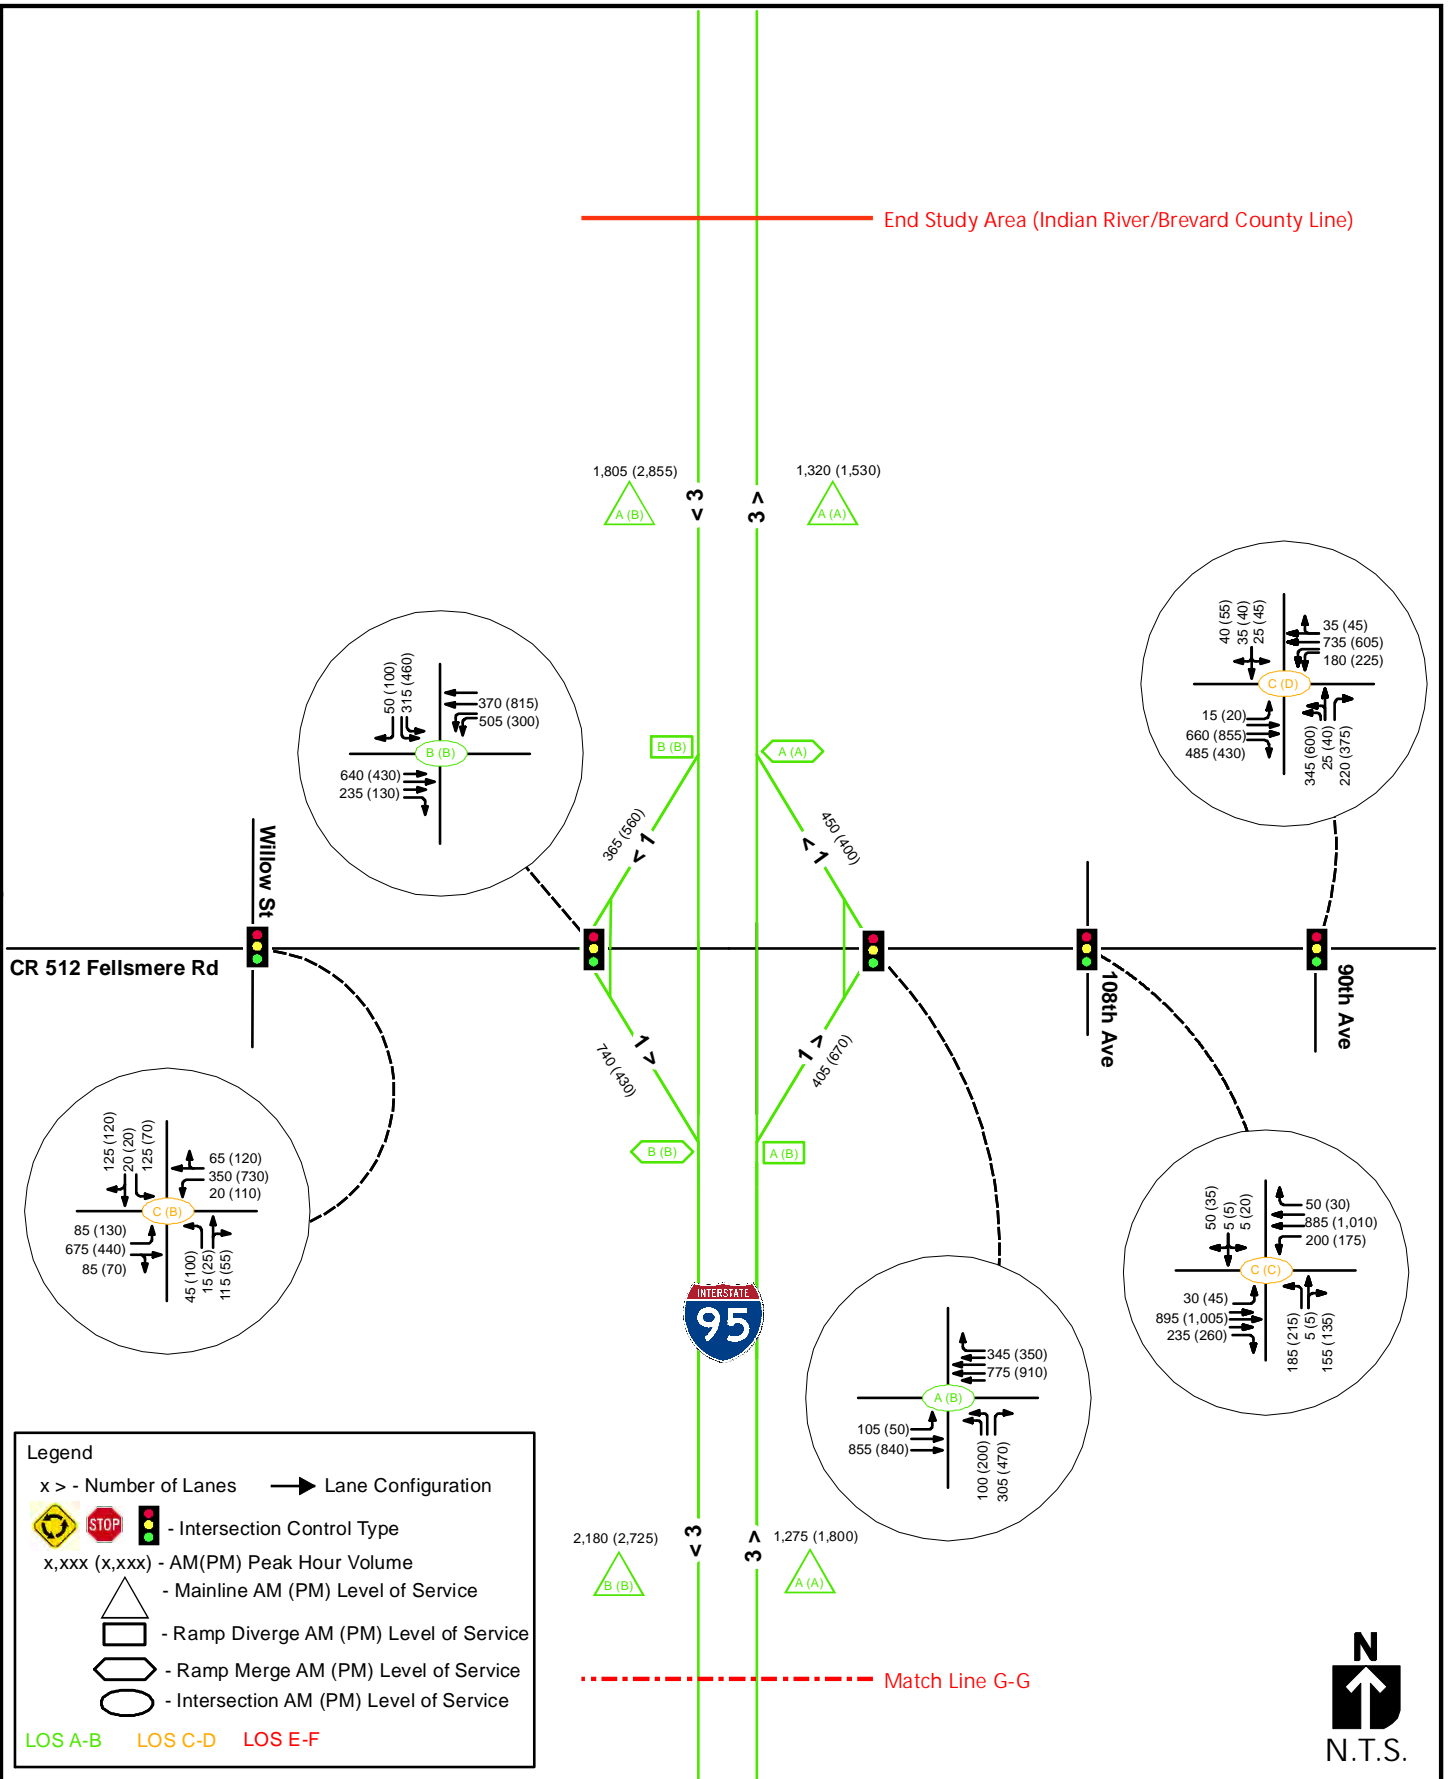 End Study Area (Indian River/Brevard County Line)
1,805 (2,855)
1,320 (1,530)
A (B)
< 3
3 >
A (A)
40 (55)
35 (40)
25 (45)
35 (45)
735 (605)
180 (225)
C (D)
15 (20)
660 (855)
485 (430)
345 (600)
25 (40)
220 (375)
50 (100)
315 (460)
370 (815)
505 (300)
B (B)
640 (430)
235 (130)
B (B)
A (A)
365 (560)
< 1
450 (400)
< 1
Willow St
CR 512 Fellsmere Rd
108th Ave
90th Ave
740 (430)
1 >
405 (670)
1 >
B (B)
A (B)
125 (120)
20 (20)
125 (70)
65 (120)
350 (730)
20 (110)
C (B)
85 (130)
675 (440)
85 (70)
45 (100)
15 (25)
115 (55)
50 (35)
5 (5)
5 (20)
50 (30)
885 (1,010)
200 (175)
C (C)
30 (45)
895 (1,005)
235 (260)
185 (215)
5 (5)
155 (135)
INTERSTATE
95
345 (350)
775 (910)
A (B)
105 (50)
855 (840)
100 (200)
305 (470)
2,180 (2,725)
1,275 (1,800)
B (B)
< 3
3 >
A (A)
Match Line G-G
Legend
x > - Number of Lanes
Lane Configuration
STOP
- Intersection Control Type
x,xxx (x,xxx) - AM(PM) Peak Hour Volume
- Mainline AM (PM) Level of Service
- Ramp Diverge AM (PM) Level of Service
- Ramp Merge AM (PM) Level of Service
- Intersection AM (PM) Level of Service
LOS A-B LOS C-D LOS E-F
N
N.T.S.